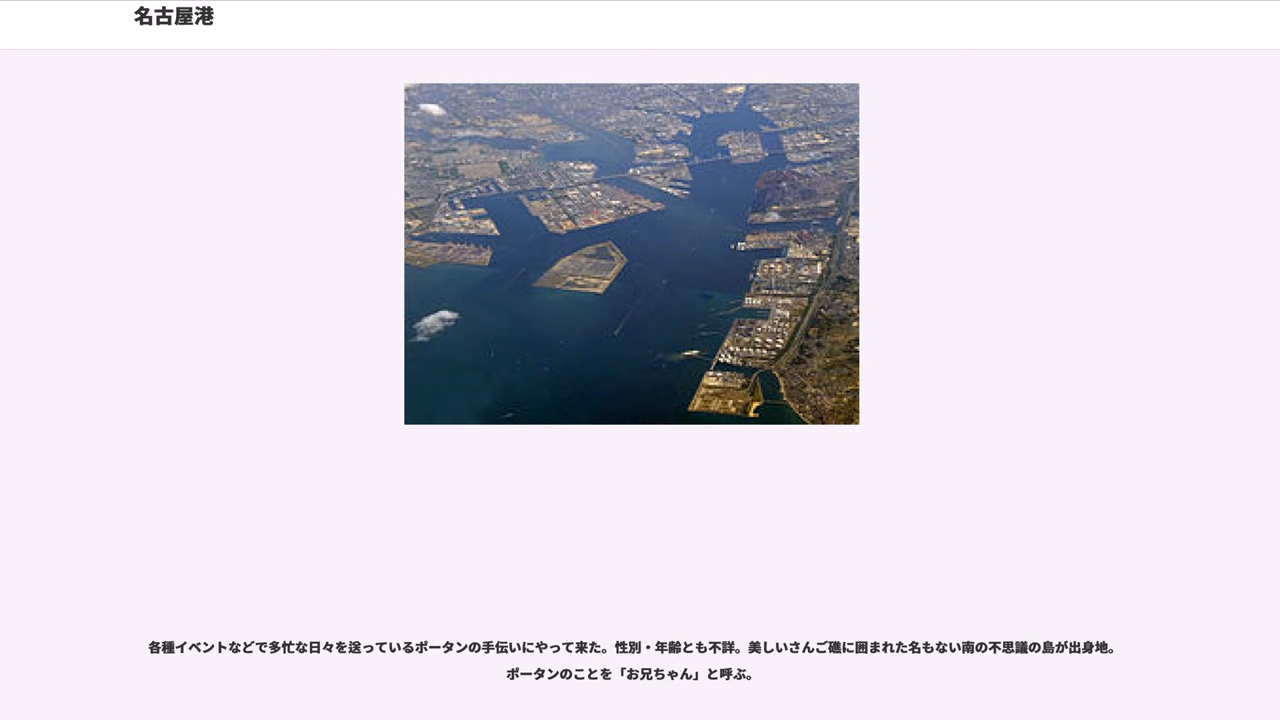 名古屋港
各種イベントなどで多忙な日々を送っているポータンの手伝いにやって来た。性別・年齢とも不詳。美しいさんご礁に囲まれた名もない南の不思議の島が出身地。
ポータンのことを「お兄ちゃん」と呼ぶ。